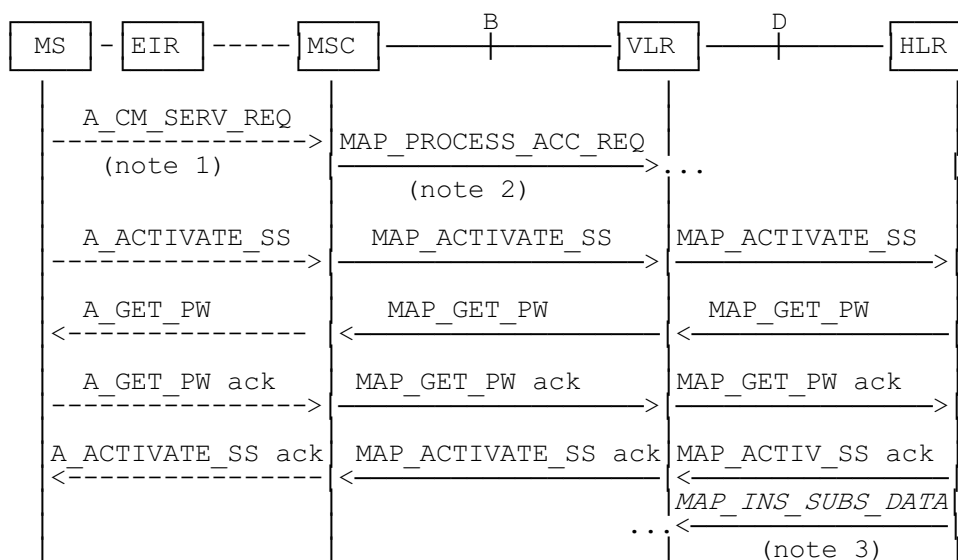 B D
MS EIR MSC VLR HLR
A_CM_SERV_REQ
MAP_PROCESS_ACC_REQ
(note 1)
...
(note 2)
A_ACTIVATE_SS MAP_ACTIVATE_SS MAP_ACTIVATE_SS
A_GET_PW MAP_GET_PW MAP_GET_PW
A_GET_PW ack MAP_GET_PW ack MAP_GET_PW ack
A_ACTIVATE_SS ack MAP_ACTIVATE_SS ack MAP_ACTIV_SS ack
MAP_INS_SUBS_DATA
...
(note 3)